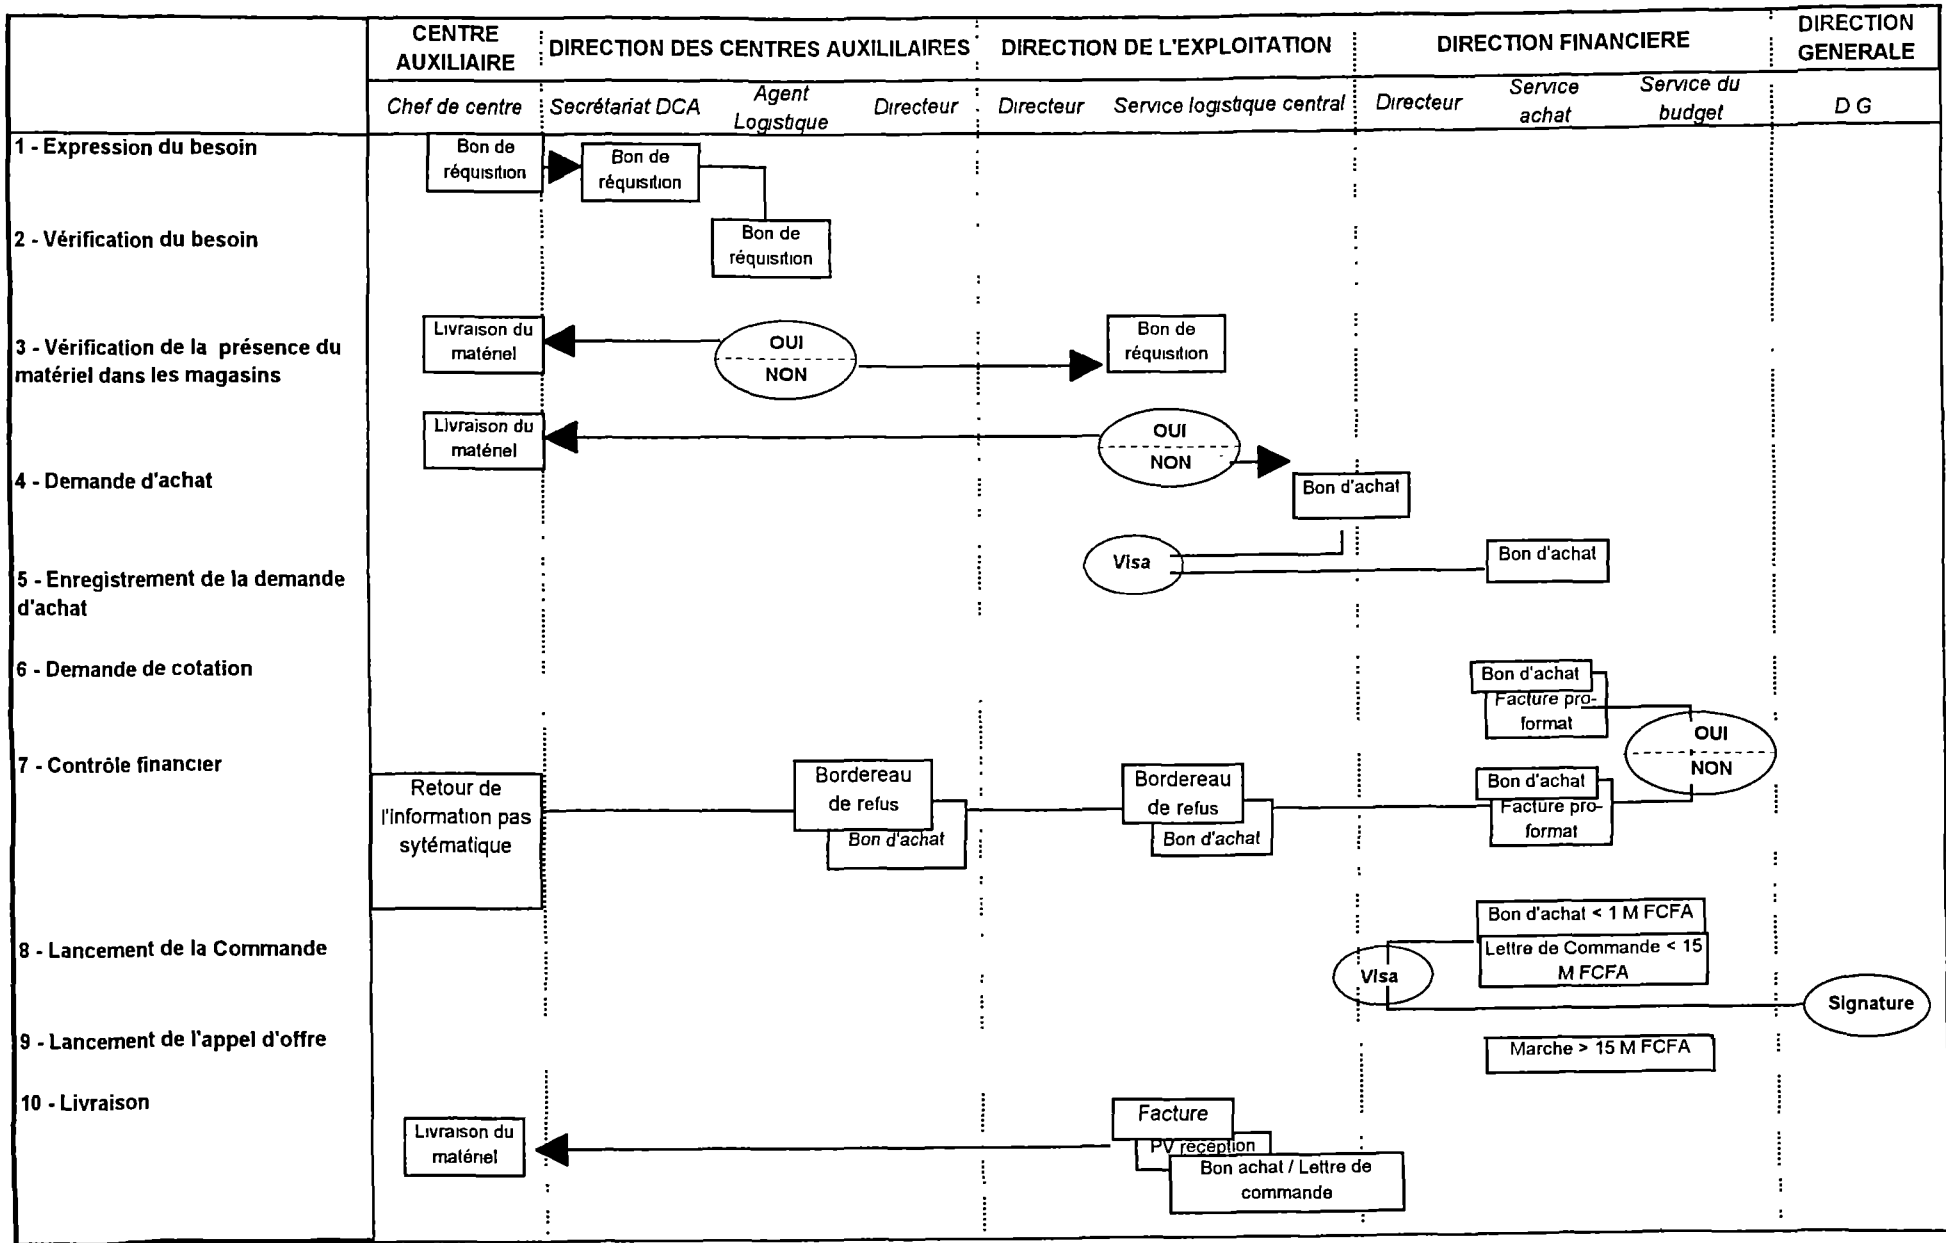 CENTRE
AUXILIAIRE
DIRECTION DES CENTRES AUXILILAIRES
DIRECTION DE L'EXPLOITATION
DIRECTION FINANCIERE
DIRECTION
GENERALE
Chef de centre
Secrétariat DCA
Agent
Logistique
Directeur
Directeur
Service logistique central
Directeur
Service
achat
Service du
budget
D G
1 - Expression du besoin
Bon de
réquisition
Bon de
réquisition
2 - Vérification du besoin
Bon de
réquisition
3 - Vérification de la présence du
matériel dans les magasins
Livraison du
matériel
OUI
NON
Bon de
réquisition
Livraison du
matériel
OUI
NON
4 - Demande d'achat
Bon d'achat
Visa
Bon d'achat
5 - Enregistrement de la demande
d'achat
6 - Demande de cotation
Bon d'achat
Facture pro-
format
OUI
NON
7 - Contrôle financier
Retour de
l'information pas
sytématique
Bordereau
de refus
Bon d'achat
Bordereau
de refus
Bon d'achat
Bon d'achat
Facture pro-
format
8 - Lancement de la Commande
Bon d'achat < 1 M FCFA
Lettre de Commande < 15
M FCFA
Visa
Signature
9 - Lancement de l'appel d'offre
Marche > 15 M FCFA
10 - Livraison
Livraison du
matériel
Facture
PV réception
Bon achat / Lettre de
commande